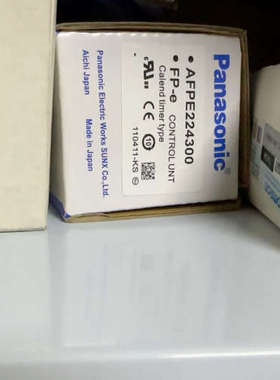 Panasonic
• AFPE224300
• FP-e CONTROL UNIT
Calend timer type
110411-KS
10
Panasonic Electric Works SUNX Co.,Ltd.
Aichi Japan
Made in Japan